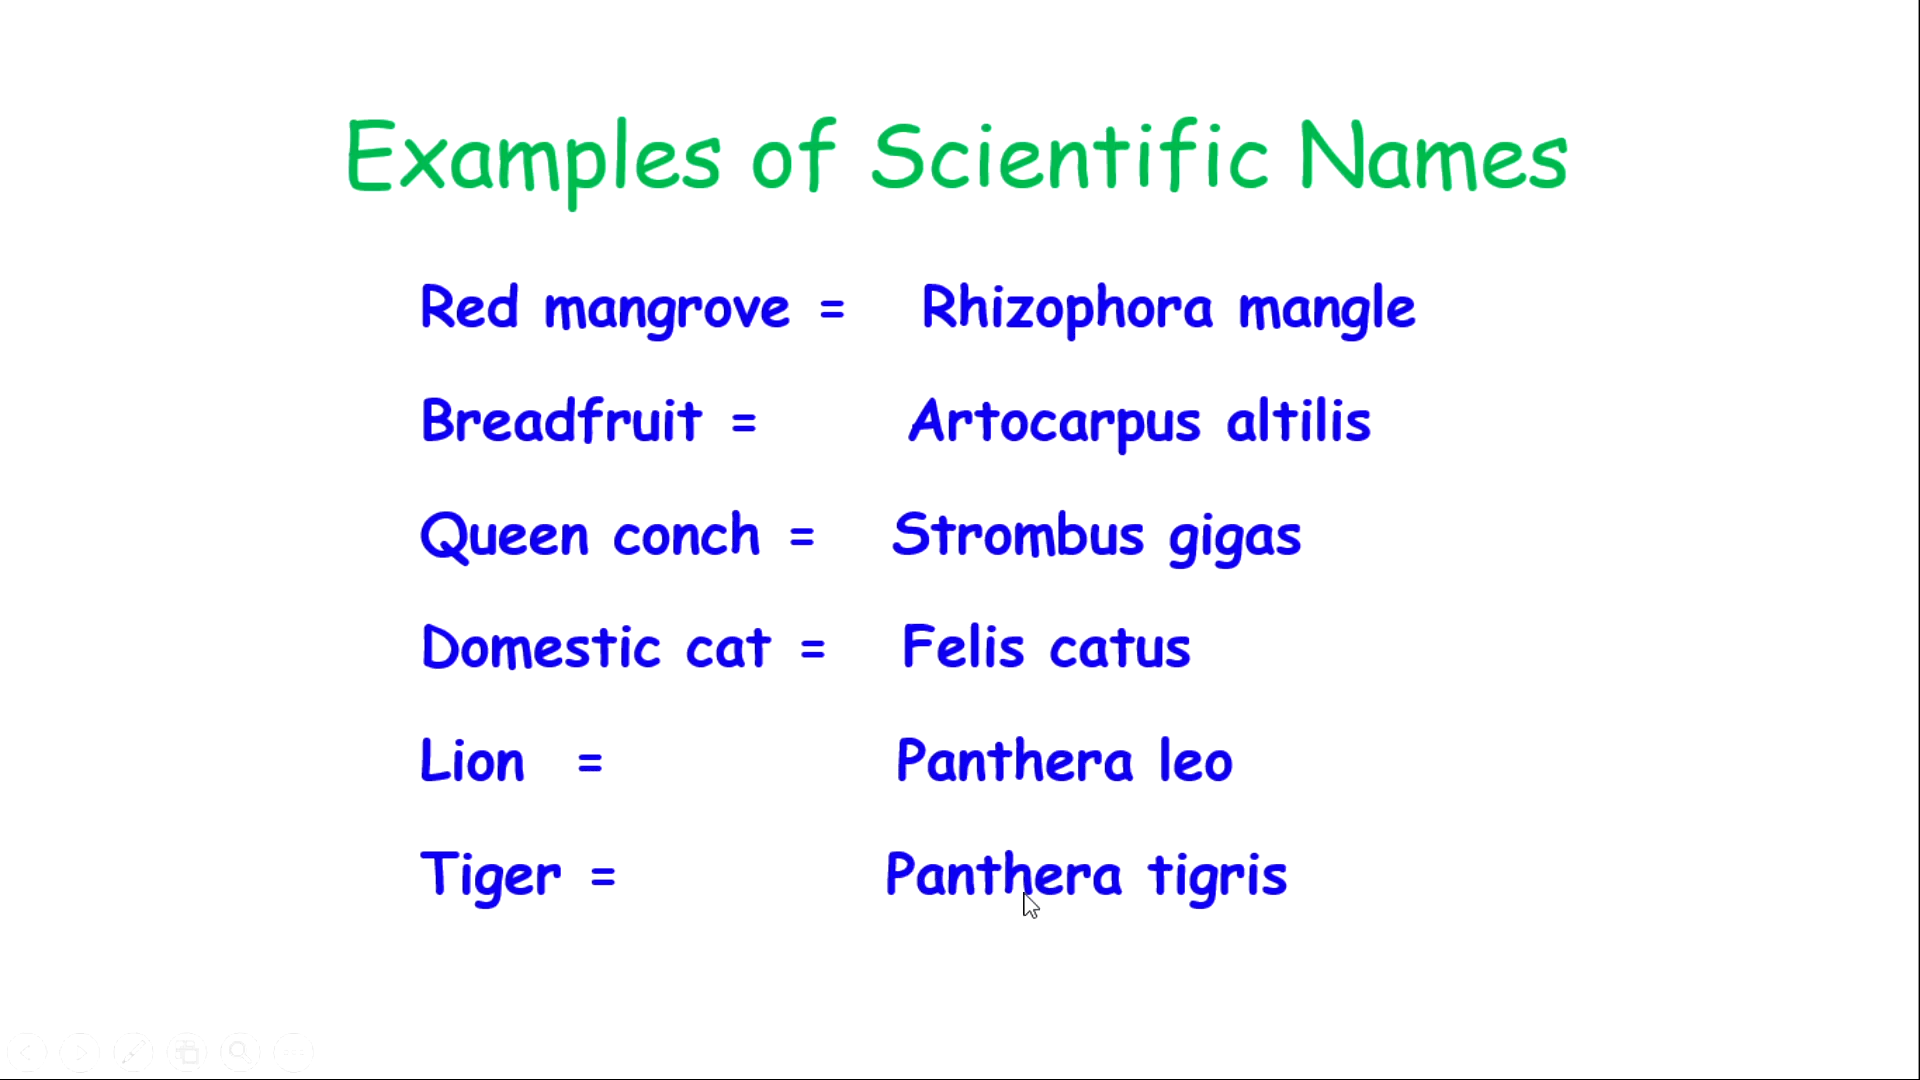 Examples of Scientific Names
Red mangrove = Rhizophora mangle
Breadfruit = Artocarpus altilis
Queen conch = Strombus gigas
Domestic cat = Felis catus
Lion = Panthera leo
Tiger = Panthera tigris